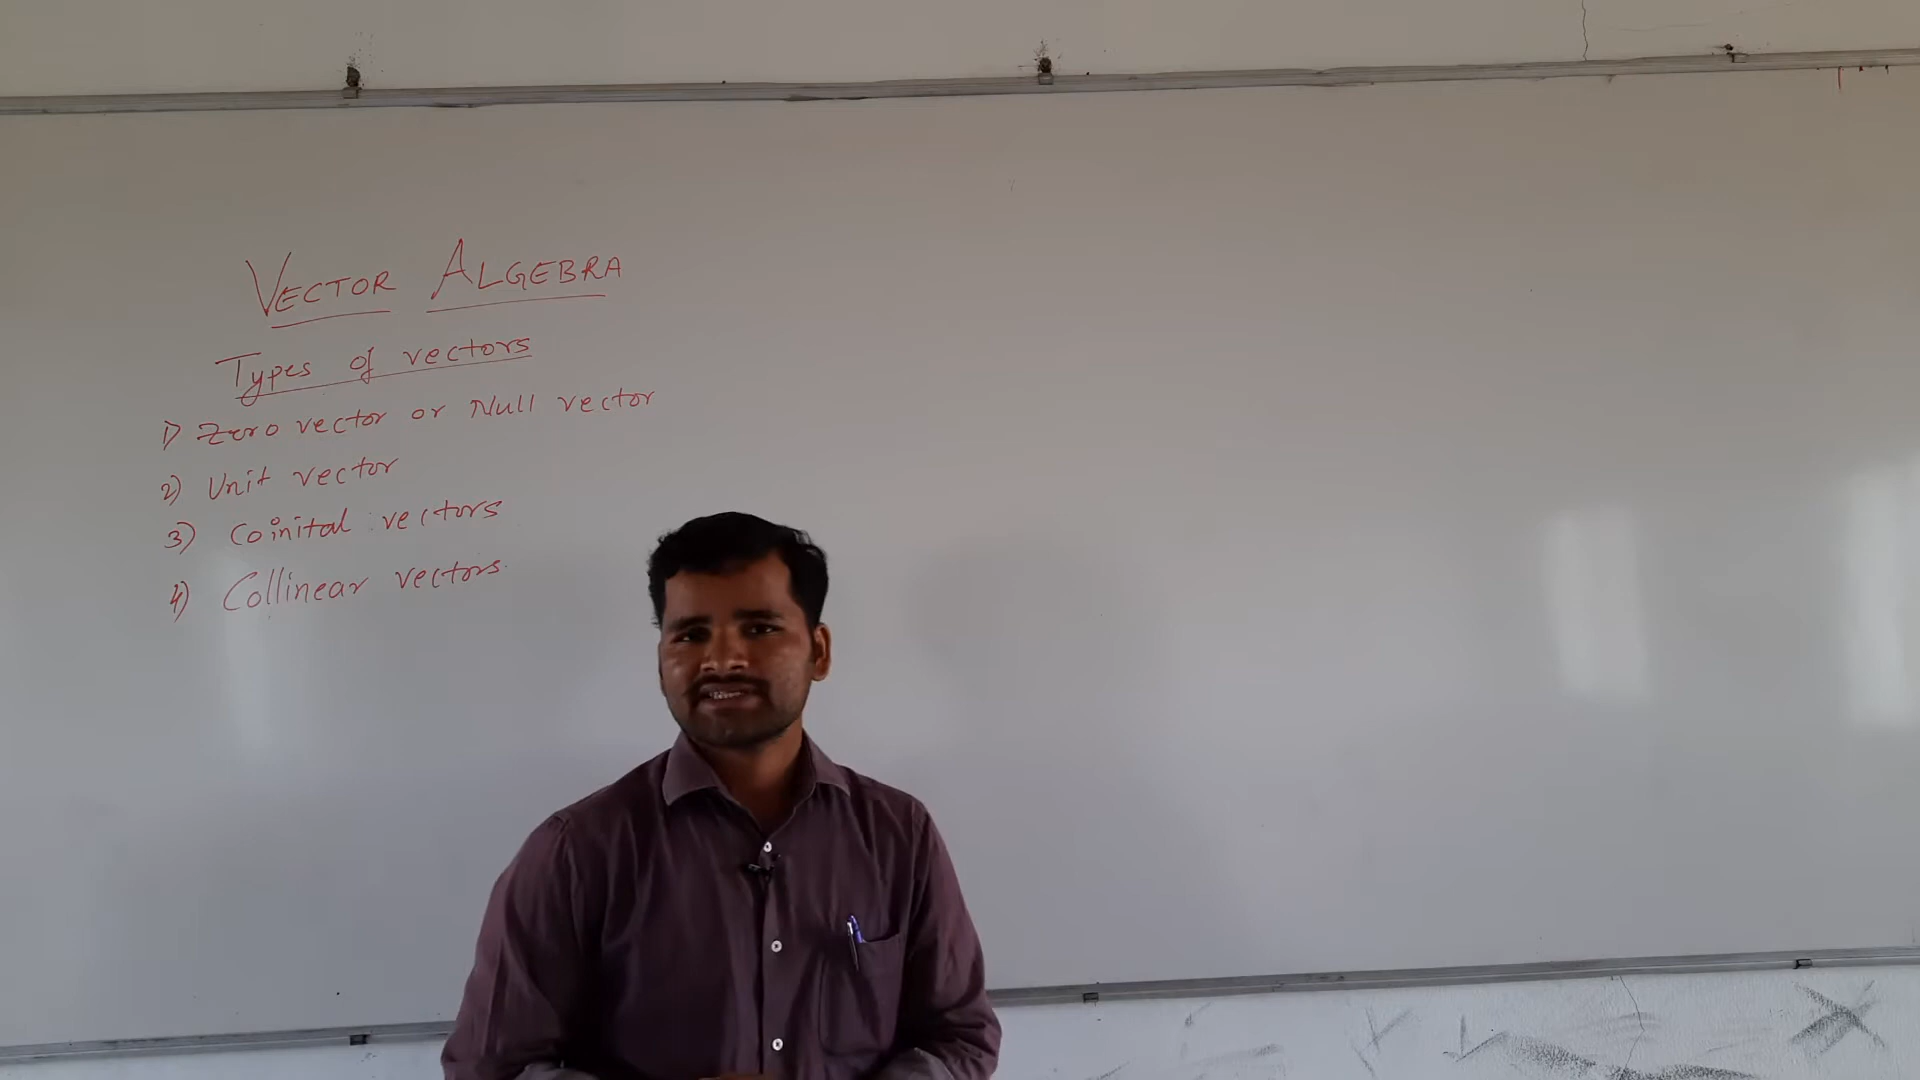 VECTOR ALGEBRA
Types of vectors
1) Zero vector or Null vector
2) Unit vector
3) Coinital vectors
4) Collinear vectors.